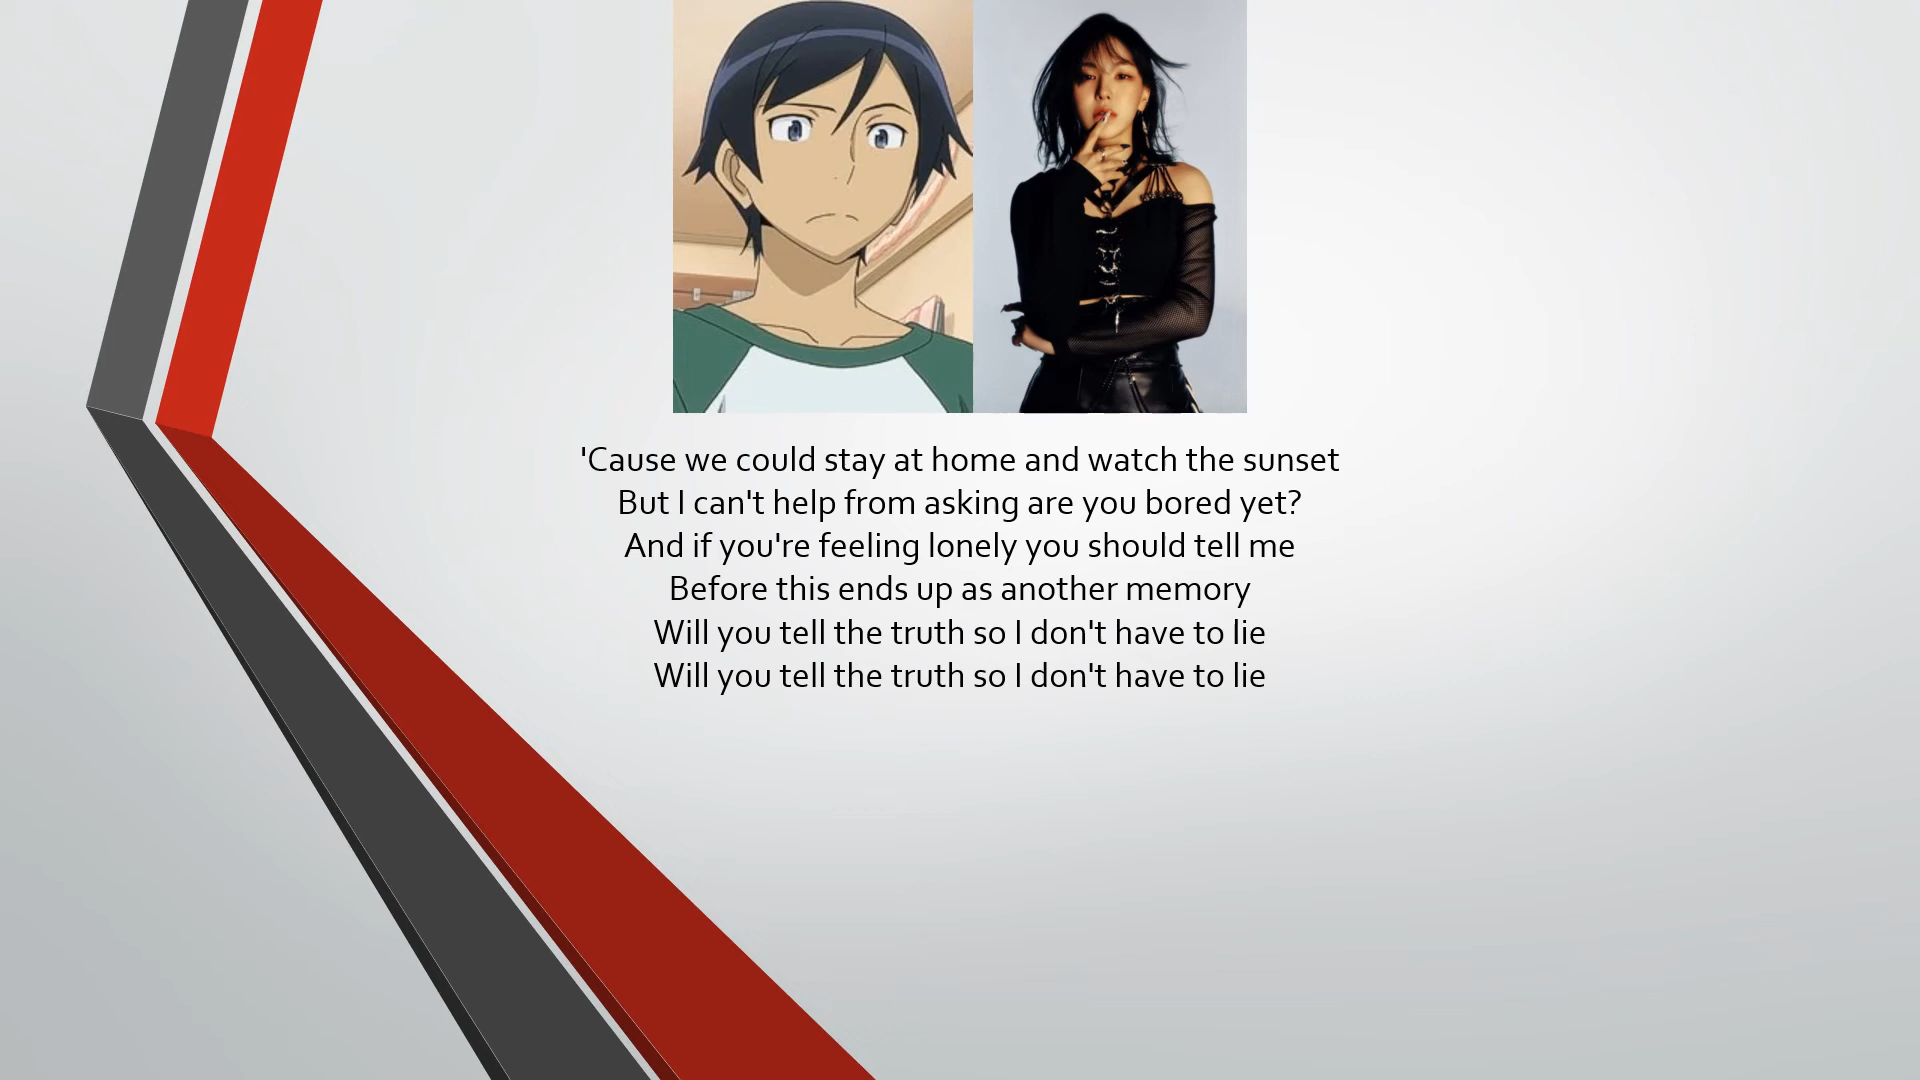 'Cause we could stay at home and watch the sunset
But I can't help from asking are you bored yet?
And if you're feeling lonely you should tell me
Before this ends up as another memory
Will you tell the truth so I don't have to lie
Will you tell the truth so I don't have to lie